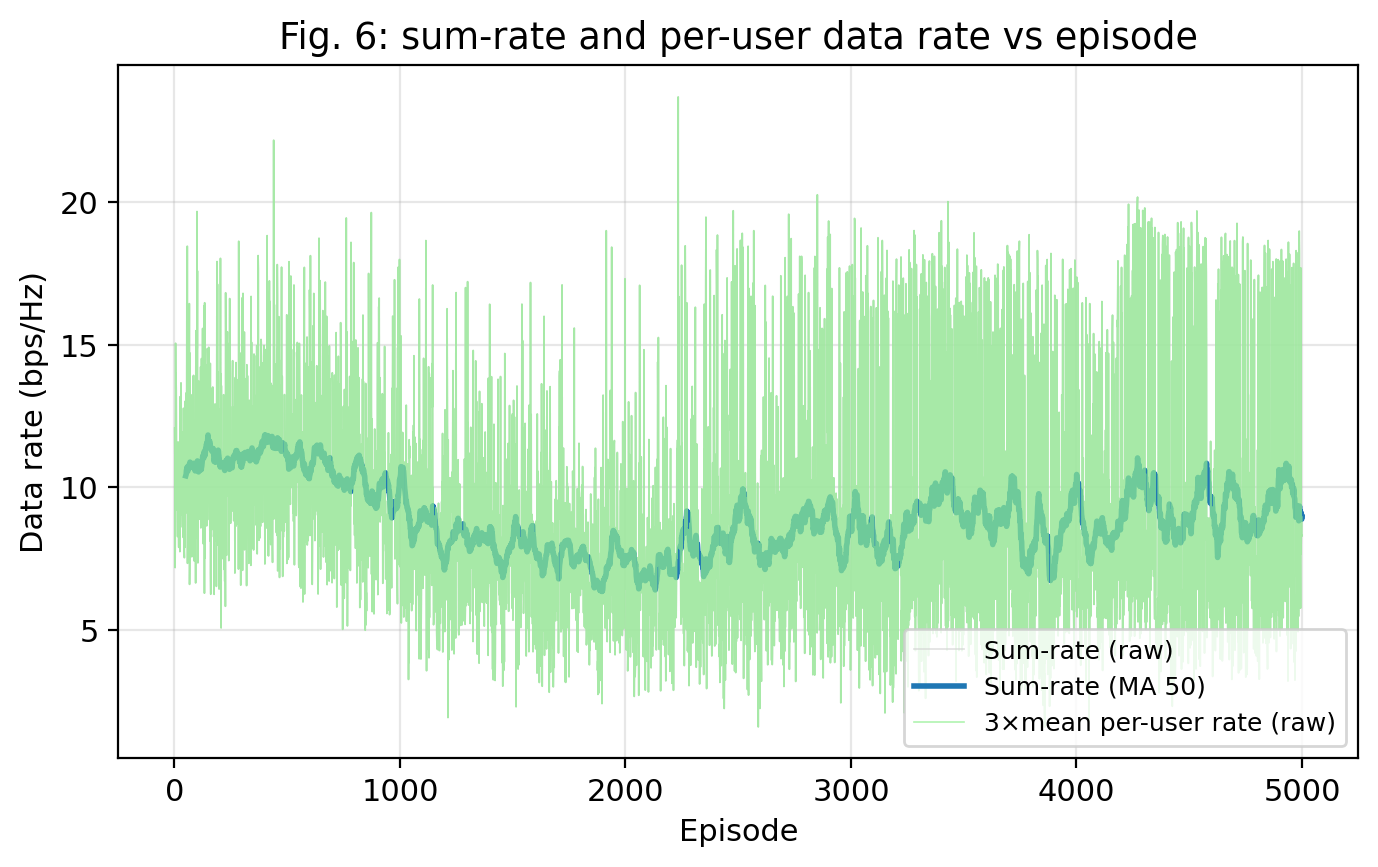 Fig. 6: sum-rate and per-user data rate vs episode
Data rate (bps/Hz)
20
15
10
5
Sum-rate (raw)
Sum-rate (MA 50)
3×mean per-user rate (raw)
0 1000 2000 3000 4000 5000
Episode